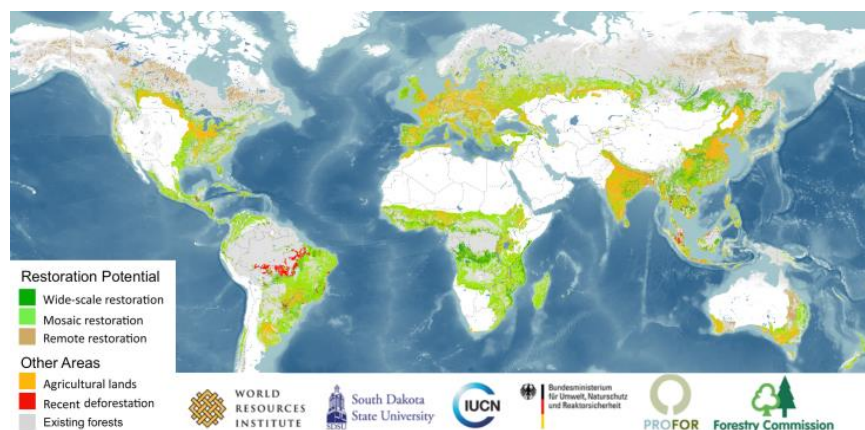 Restoration Potential
Wide-scale restoration
Mosaic restoration
Remote restoration
Other Areas
Agricultural lands
Recent deforestation
Existing forests
WORLD
RESOURCES
INSTITUTE
SDSU
South Dakota
State University
IUCN
Bundesministerium
für Umwelt, Naturschutz
und Reaktorsicherheit
PROFOR
Forestry Commission